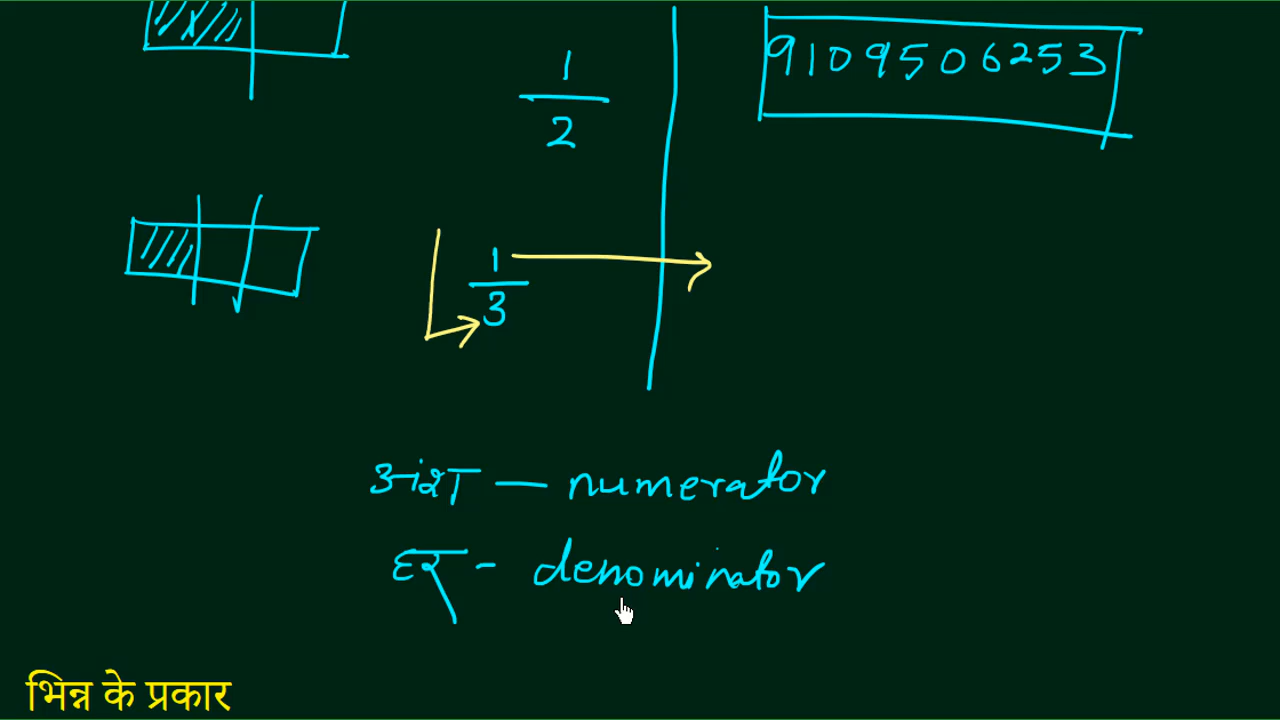 1
2
9109506253
1
3
अंश — numerator
हर - denominator
भिन्न के प्रकार